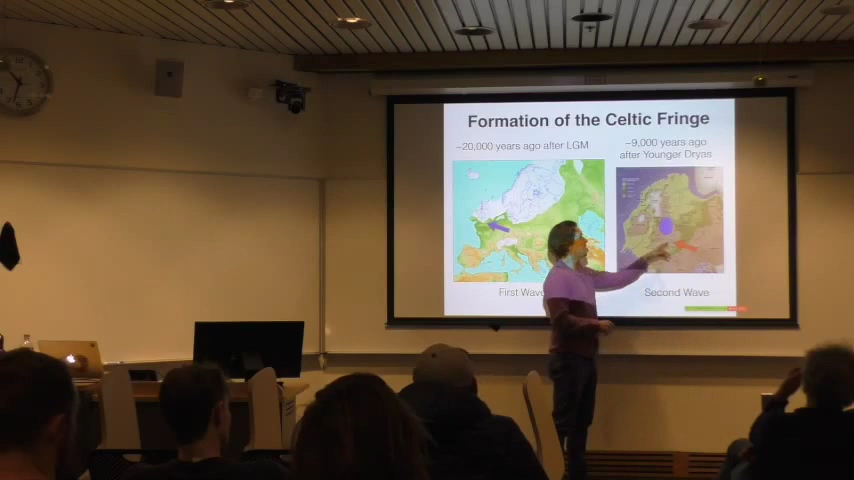 Formation of the Celtic Fringe
~20,000 years ago after LGM
~9,000 years ago
after Younger Dryas
First Wave
Second Wave